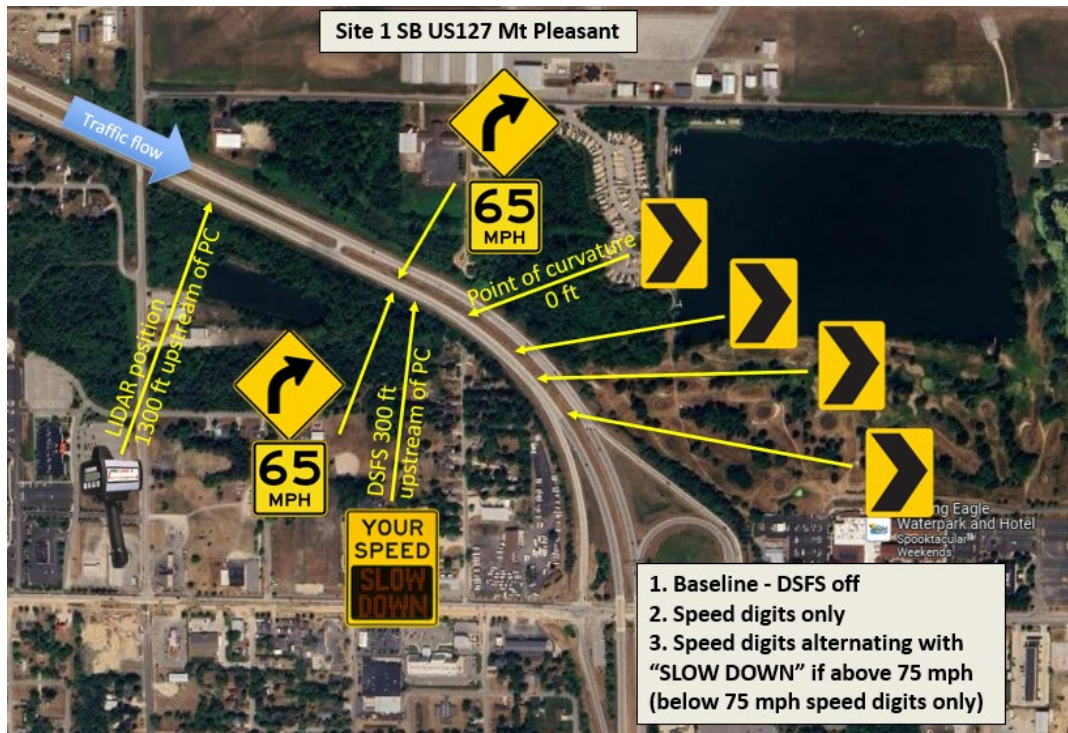 Site 1 SB US127 Mt Pleasant
Traffic flow
65
MPH
Point of curvature
0 ft
LIDAR position
1300 ft upstream of PC
65
MPH
DSFS 300 ft
upstream of PC
YOUR
SPEED
SLOW
DOWN
ng Eagle
Waterpark and Hotel
Spooktacular
Weekends
1. Baseline - DSFS off
2. Speed digits only
3. Speed digits alternating with
“SLOW DOWN” if above 75 mph
(below 75 mph speed digits only)